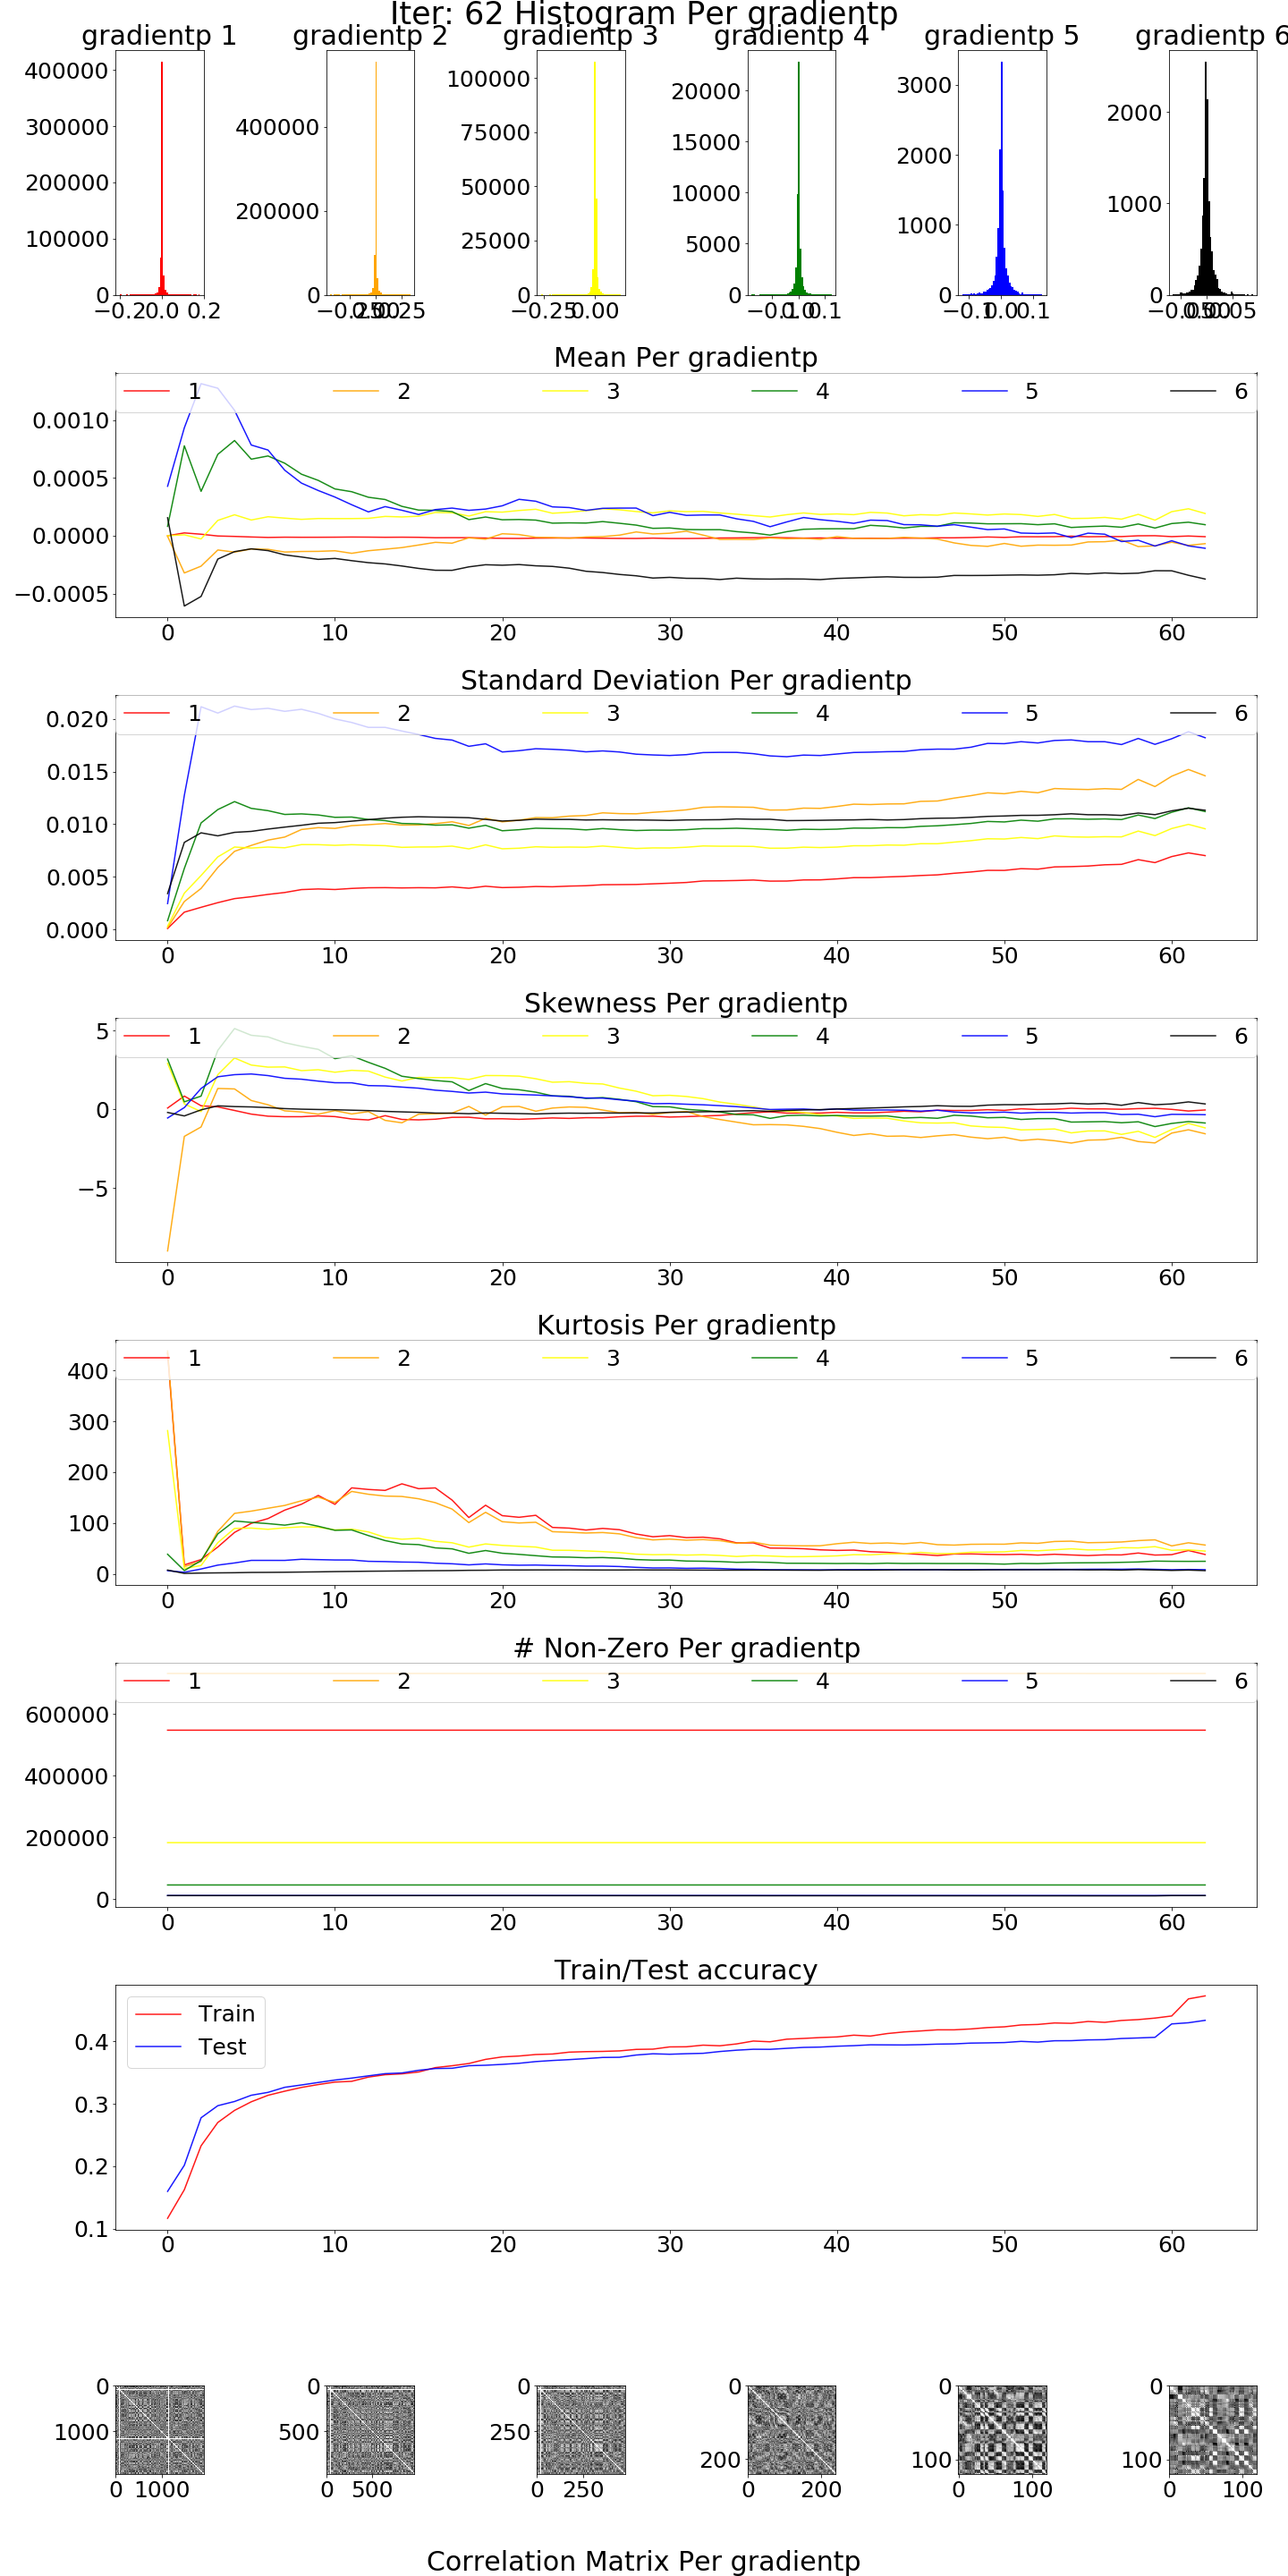 Iter: 62 Histogram Per gradientp
gradientp 1 gradientp 2 gradientp 3 gradientp 4 gradientp 5 gradientp 6
400000
300000
200000
100000
0
−0.2 0.0 0.2
400000
200000
0
−0.25 0.00 0.25
100000
75000
50000
25000
0
−0.25 0.00
20000
15000
10000
5000
0
−0.1 0.0 0.1
3000
2000
1000
0
−0.1 0.0 0.1
2000
1000
0
−0.05 0.00 0.05
Mean Per gradientp
1 2 3 4 5 6
0.0010
0.0005
0.0000
−0.0005
0 10 20 30 40 50 60
Standard Deviation Per gradientp
1 2 3 4 5 6
0.020
0.015
0.010
0.005
0.000
0 10 20 30 40 50 60
Skewness Per gradientp
1 2 3 4 5 6
5
0
−5
0 10 20 30 40 50 60
Kurtosis Per gradientp
1 2 3 4 5 6
400
300
200
100
0
0 10 20 30 40 50 60
# Non-Zero Per gradientp
1 2 3 4 5 6
600000
400000
200000
0
0 10 20 30 40 50 60
Train/Test accuracy
Train
Test
0.4
0.3
0.2
0.1
0 10 20 30 40 50 60
0
1000
0 1000
0
500
0 500
0
250
0 250
0
200
0 200
0
100
0 100
0
100
0 100
Correlation Matrix Per gradientp